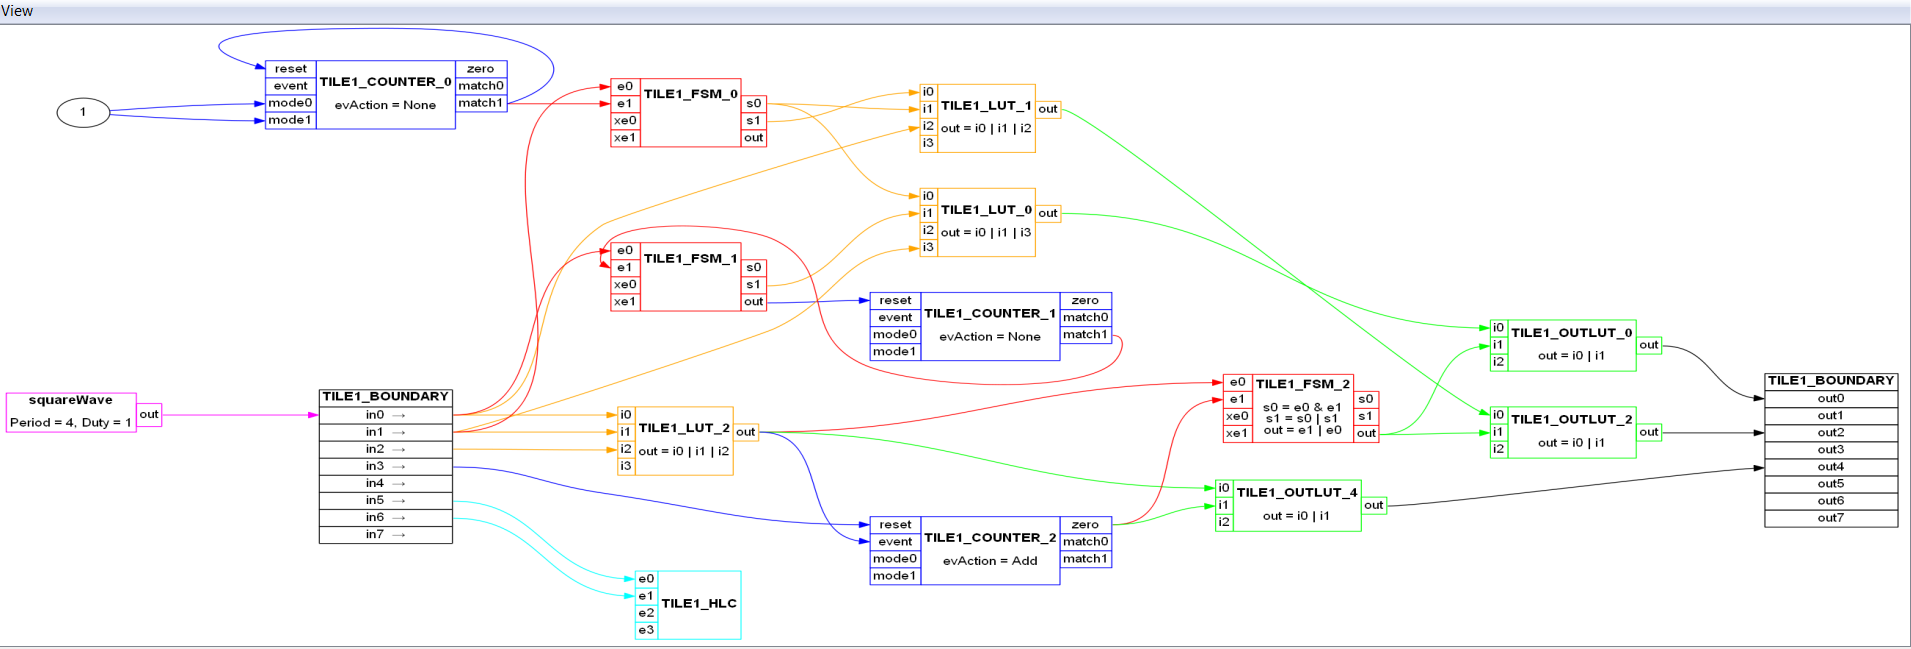 View
1
reset
event
mode0
mode1
TILE1_COUNTER_0
evAction = None
zero
match0
match1
e0
e1
xe0
xe1
TILE1_FSM_0
s0
s1
out
i0
i1
i2
i3
TILE1_LUT_1
out = i0 | i1 | i2
out
i0
i1
i2
i3
TILE1_LUT_0
out = i0 | i1 | i3
out
e0
e1
xe0
xe1
TILE1_FSM_1
s0
s1
out
reset
event
mode0
mode1
TILE1_COUNTER_1
evAction = None
zero
match0
match1
squareWave
Period = 4, Duty = 1
out
TILE1_BOUNDARY
in0 →
in1 →
in2 →
in3 →
in4 →
in5 →
in6 →
in7 →
i0
i1
i2
i3
TILE1_LUT_2
out = i0 | i1 | i2
out
e0
e1
xe0
xe1
TILE1_FSM_2
s0 = e0 & e1
s1 = s0 | s1
out = e1 | e0
s0
s1
out
i0
i1
i2
TILE1_OUTLUT_0
out = i0 | i1
out
i0
i1
i2
TILE1_OUTLUT_2
out = i0 | i1
out
i0
i1
i2
TILE1_OUTLUT_4
out = i0 | i1
out
reset
event
mode0
mode1
TILE1_COUNTER_2
evAction = Add
zero
match0
match1
e0
e1
e2
e3
TILE1_HLC
TILE1_BOUNDARY
out0
out1
out2
out3
out4
out5
out6
out7